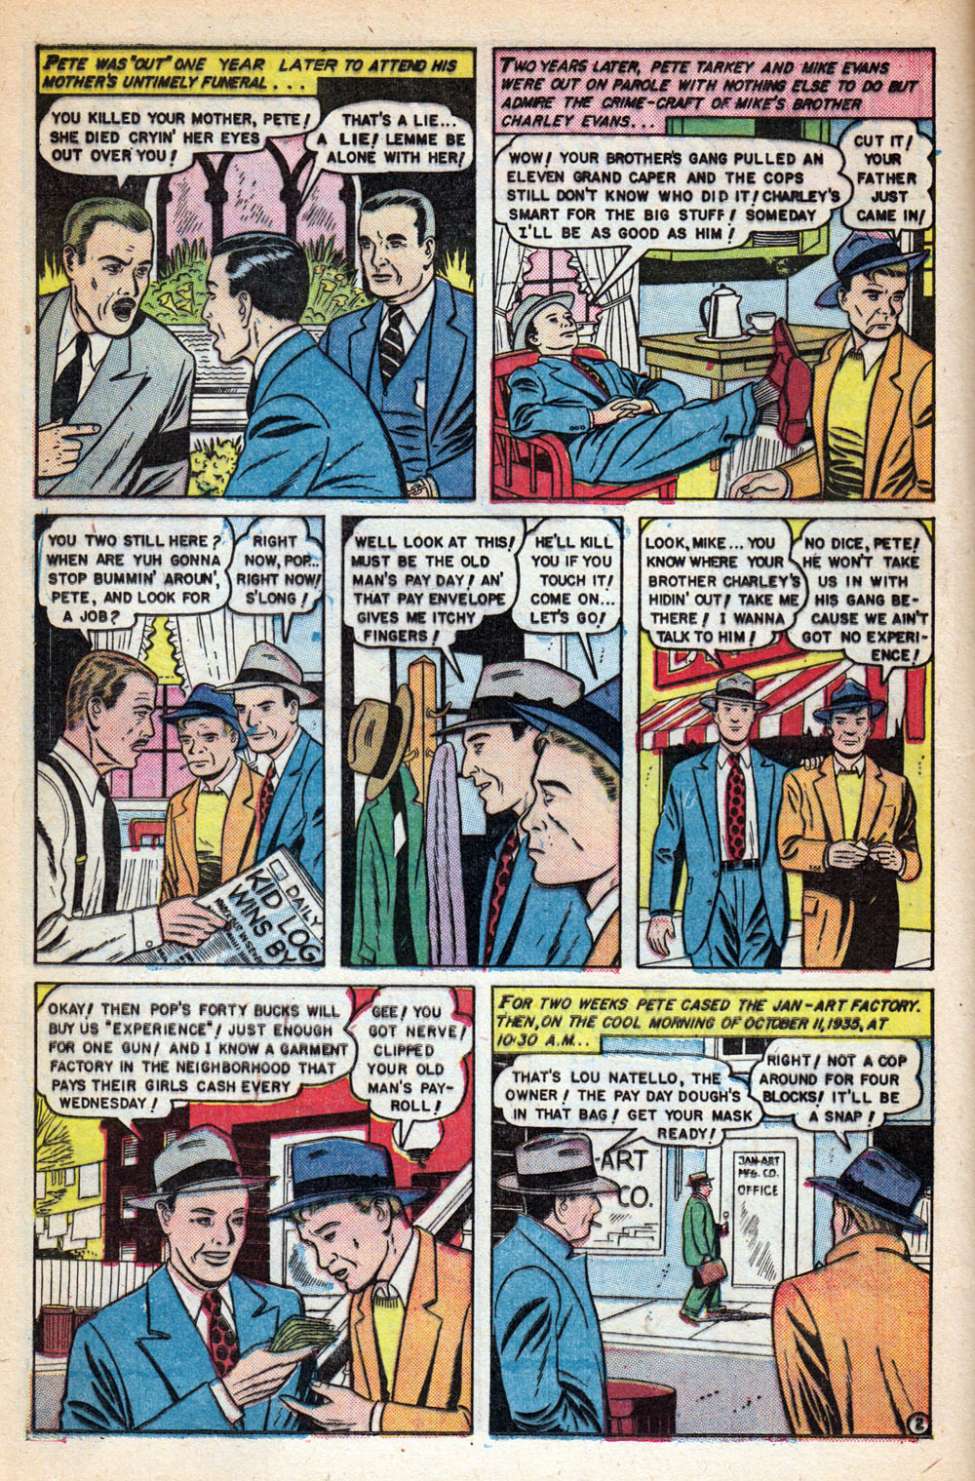 PETE WAS "OUT" ONE YEAR LATER TO ATTEND HIS
MOTHER'S UNTIMELY FUNERAL...
YOU KILLED YOUR MOTHER, PETE!
SHE DIED CRYIN' HER EYES
OUT OVER YOU!
THAT'S A LIE...
A LIE! LEMME BE
ALONE WITH HER!
TWO YEARS LATER, PETE TARKEY AND MIKE EVANS
WERE OUT ON PAROLE WITH NOTHING ELSE TO DO BUT
ADMIRE THE CRIME-CRAFT OF MIKE'S BROTHER
CHARLEY EVANS...
WOW! YOUR BROTHER'S GANG PULLED AN
ELEVEN GRAND CAPER AND THE COPS
STILL DON'T KNOW WHO DID IT! CHARLEY'S
SMART FOR THE BIG STUFF! SOMEDAY
I'LL BE AS GOOD AS HIM!
CUT IT!
YOUR
FATHER
JUST
CAME IN!
YOU TWO STILL HERE?
WHEN ARE YUH GONNA
STOP BUMMIN' AROUN',
PETE, AND LOOK FOR
A JOB?
RIGHT
NOW, POP...
RIGHT NOW!
S'LONG!
DAILY
KID LOG
WINS BY
WELL LOOK AT THIS!
MUST BE THE OLD
MAN'S PAY DAY! AN'
THAT PAY ENVELOPE
GIVES ME ITCHY
FINGERS!
HE'LL KILL
YOU IF YOU
TOUCH IT!
COME ON...
LET'S GO!
LOOK, MIKE... YOU
KNOW WHERE YOUR
BROTHER CHARLEY'S
HIDIN' OUT! TAKE ME
THERE! I WANNA
TALK TO HIM!
NO DICE, PETE!
HE WON'T TAKE
US IN WITH
HIS GANG BE-
CAUSE WE AIN'T
GOT NO EXPERI-
ENCE!
OKAY! THEN POP'S FORTY BUCKS WILL
BUY US "EXPERIENCE"! JUST ENOUGH
FOR ONE GUN! AND I KNOW A GARMENT
FACTORY IN THE NEIGHBORHOOD THAT
PAYS THEIR GIRLS CASH EVERY
WEDNESDAY!
GEE! YOU
GOT NERVE!
CLIPPED
YOUR OLD
MAN'S PAY-
ROLL!
FOR TWO WEEKS PETE CASED THE JAN-ART FACTORY.
THEN, ON THE COOL MORNING OF OCTOBER 11, 1935, AT
10:30 A.M...
THAT'S LOU NATELLO, THE
OWNER! THE PAY DAY DOUGH'S
IN THAT BAG! GET YOUR MASK
READY!
RIGHT! NOT A COP
AROUND FOR FOUR
BLOCKS! IT'LL BE
A SNAP!
-ART
CO.
JAN-ART
MFG. CO.
OFFICE
2